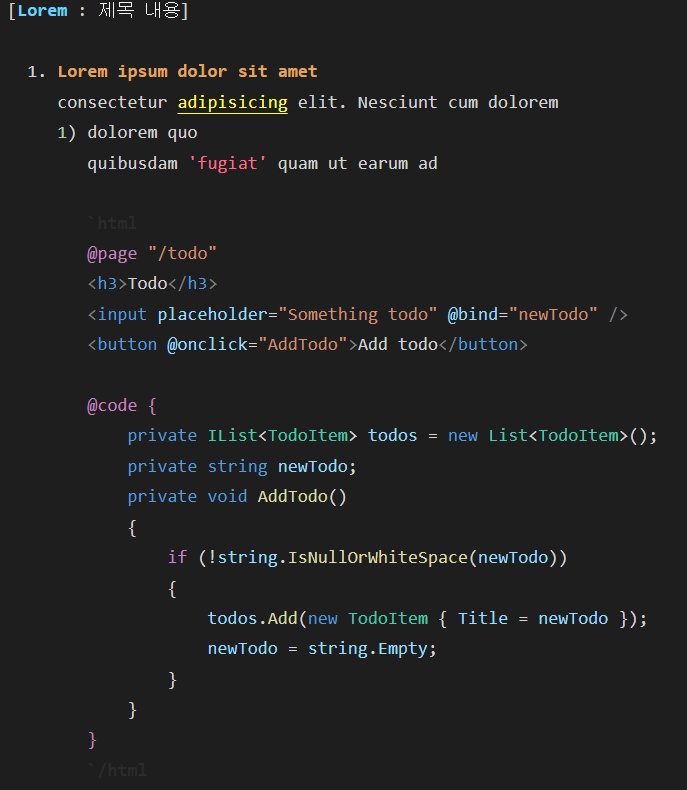 [Lorem : 제목 내용]
1. Lorem ipsum dolor sit amet
consectetur adipisicing elit. Nesciunt cum dolorem
1) dolorem quo
quibusdam 'fugiat' quam ut earum ad
`html
@page "/todo"
<h3>Todo</h3>
<input placeholder="Something todo" @bind="newTodo" />
<button @onclick="AddTodo">Add todo</button>
@code {
private IList<TodoItem> todos = new List<TodoItem>();
private string newTodo;
private void AddTodo()
{
if (!string.IsNullOrWhiteSpace(newTodo))
{
todos.Add(new TodoItem { Title = newTodo });
newTodo = string.Empty;
}
}
}
`/html